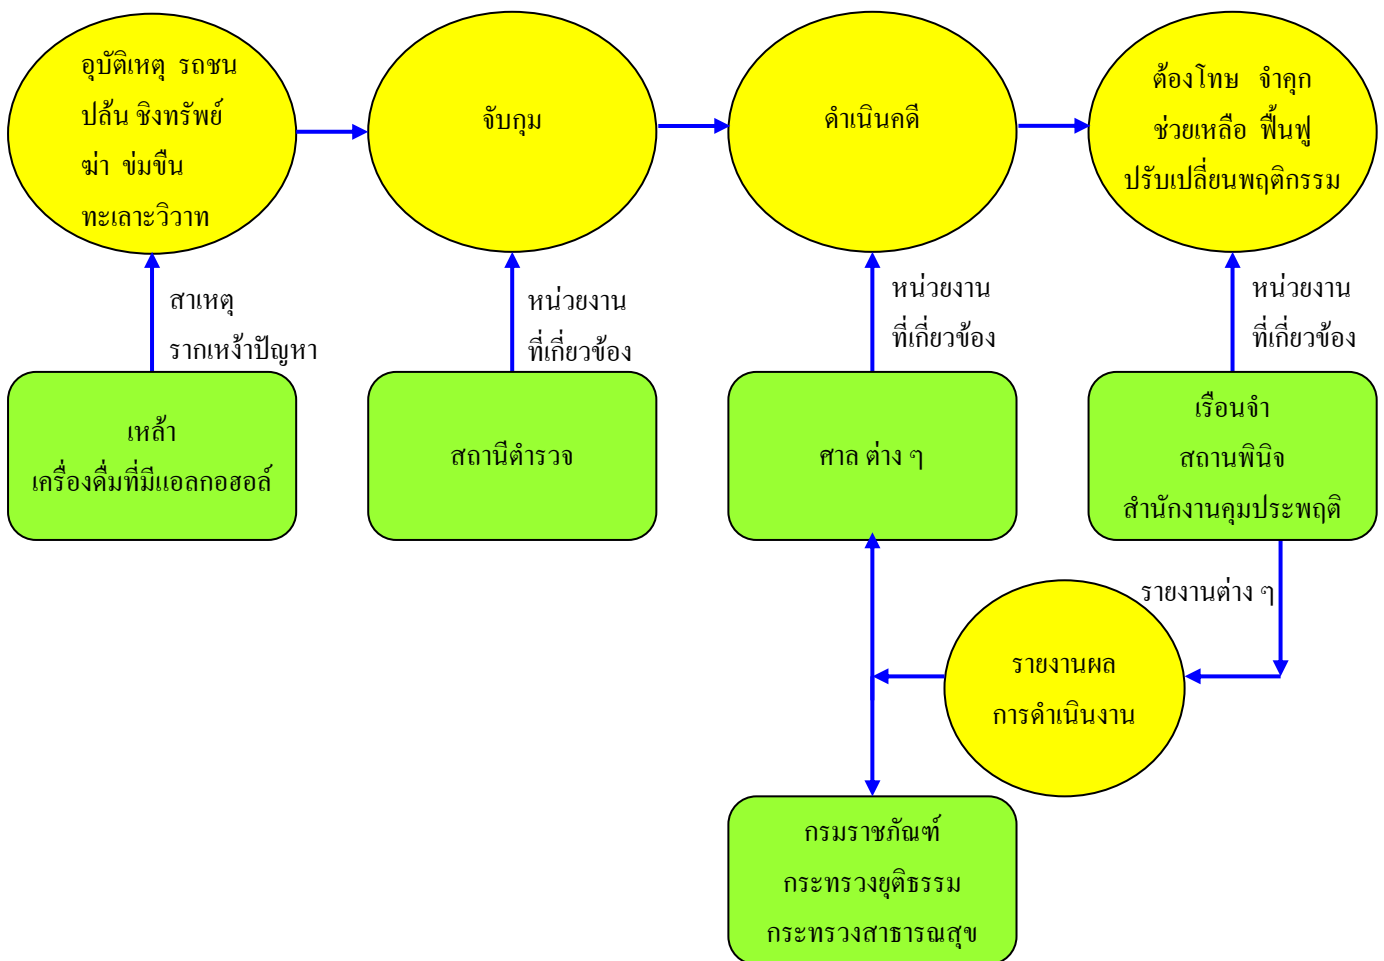 อุบัติเหตุ รถชน
ปล้น ชิงทรัพย์
ฆ่า ข่มขืน
ทะเลาะวิวาท
จับกุม
ดำเนินคดี
ต้องโทษ จำคุก
ช่วยเหลือ ฟื้นฟู
ปรับเปลี่ยนพฤติกรรม
สาเหตุ
รากเหง้าปัญหา
หน่วยงาน
ที่เกี่ยวข้อง
หน่วยงาน
ที่เกี่ยวข้อง
หน่วยงาน
ที่เกี่ยวข้อง
เหล้า
เครื่องดื่มที่มีแอลกอฮอล์
สถานีตำรวจ
ศาล ต่าง ๆ
เรือนจำ
สถานพินิจ
สำนักงานคุมประพฤติ
รายงานต่าง ๆ
รายงานผล
การดำเนินงาน
กรมราชภัณฑ์
กระทรวงยุติธรรม
กระทรวงสาธารณสุข